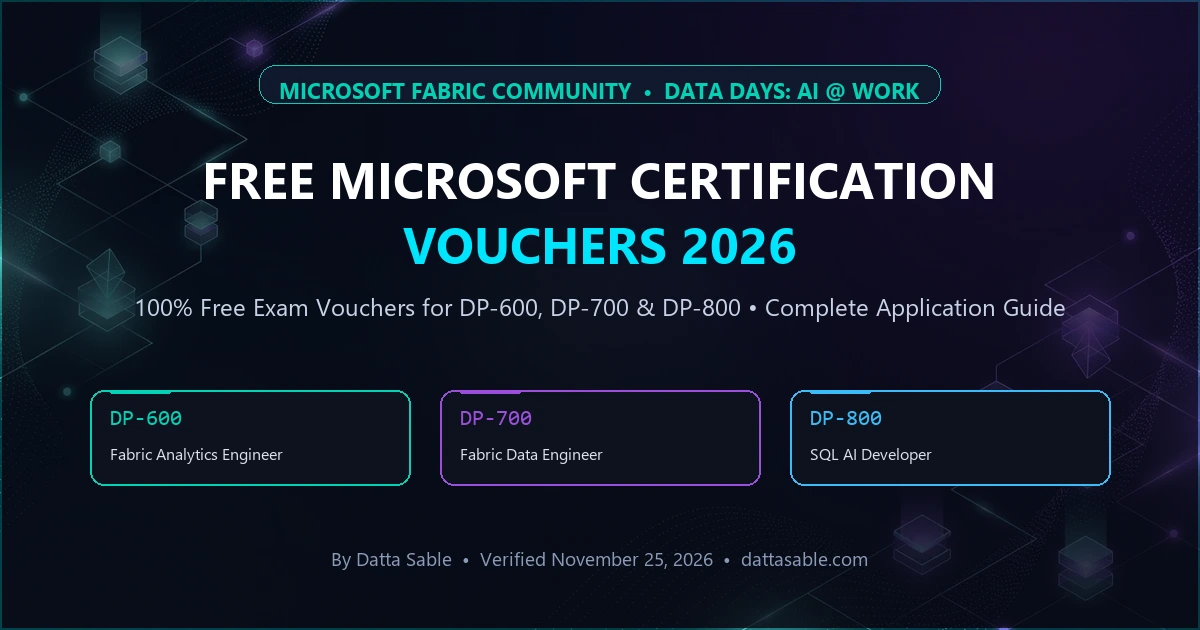 MICROSOFT FABRIC COMMUNITY • DATA DAYS: AI @ WORK
FREE MICROSOFT CERTIFICATION
VOUCHERS 2026
100% Free Exam Vouchers for DP-600, DP-700 & DP-800 • Complete Application Guide
DP-600
Fabric Analytics Engineer
DP-700
Fabric Data Engineer
DP-800
SQL AI Developer
By Datta Sable • Verified November 25, 2026 • dattasable.com